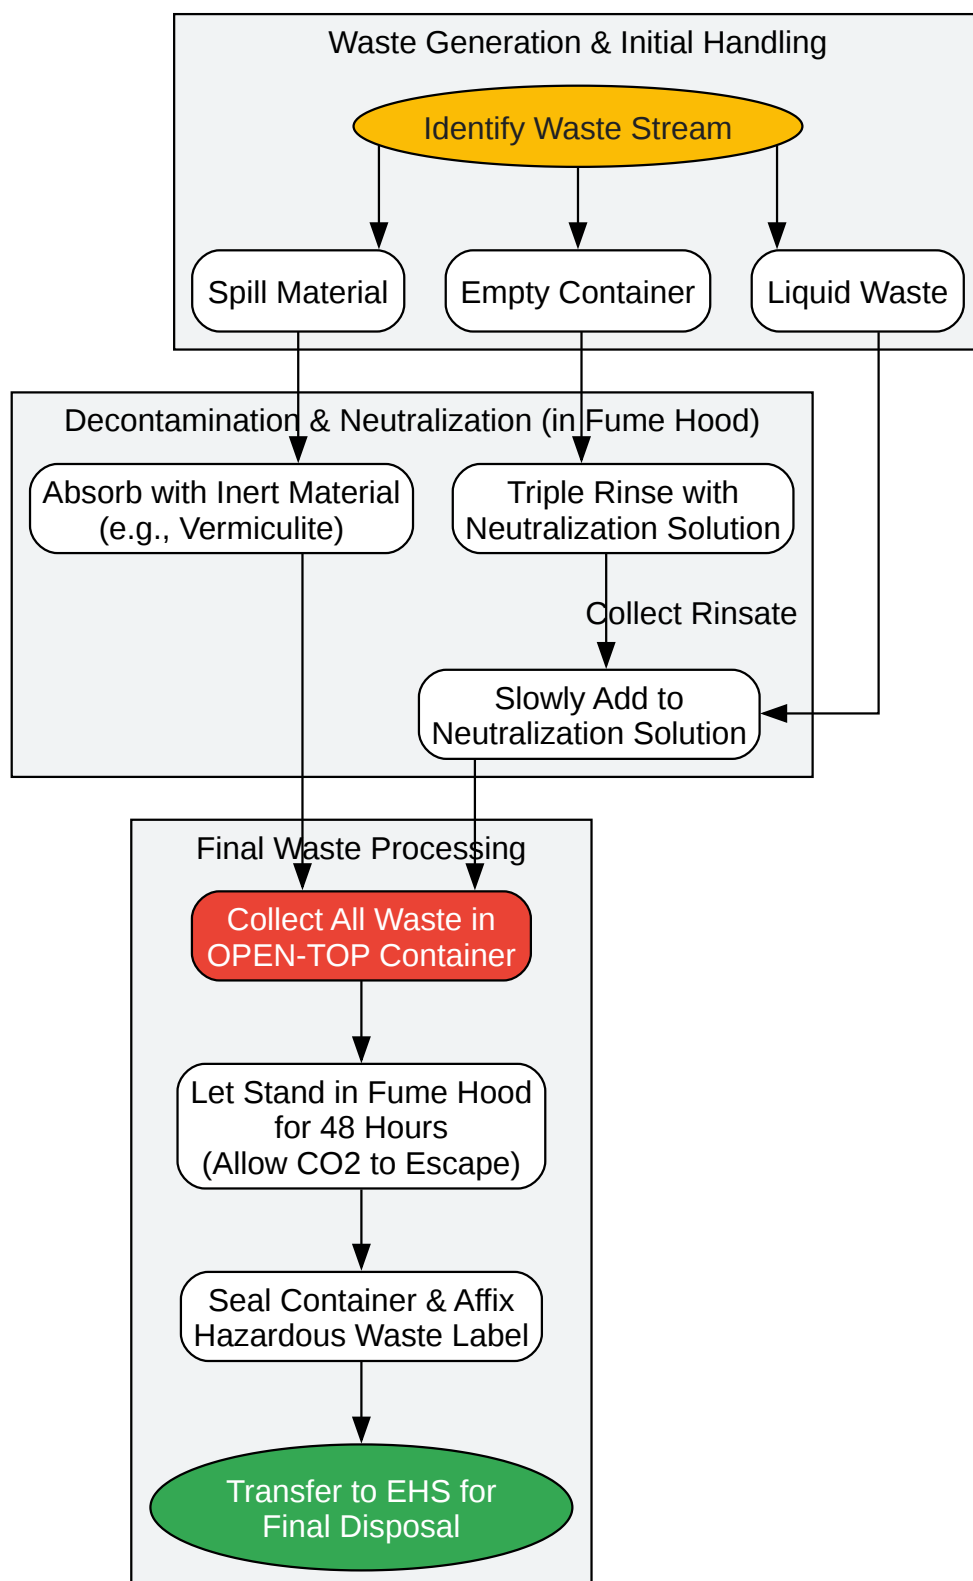 Waste Generation & Initial Handling
Identify Waste Stream
Spill Material
Empty Container
Liquid Waste
Decontamination & Neutralization (in Fume Hood)
Absorb with Inert Material
(e.g., Vermiculite)
Triple Rinse with
Neutralization Solution
Collect Rinsate
Slowly Add to
Neutralization Solution
Final Waste Processing
Collect All Waste in
OPEN-TOP Container
Let Stand in Fume Hood
for 48 Hours
(Allow CO2 to Escape)
Seal Container & Affix
Hazardous Waste Label
Transfer to EHS for
Final Disposal